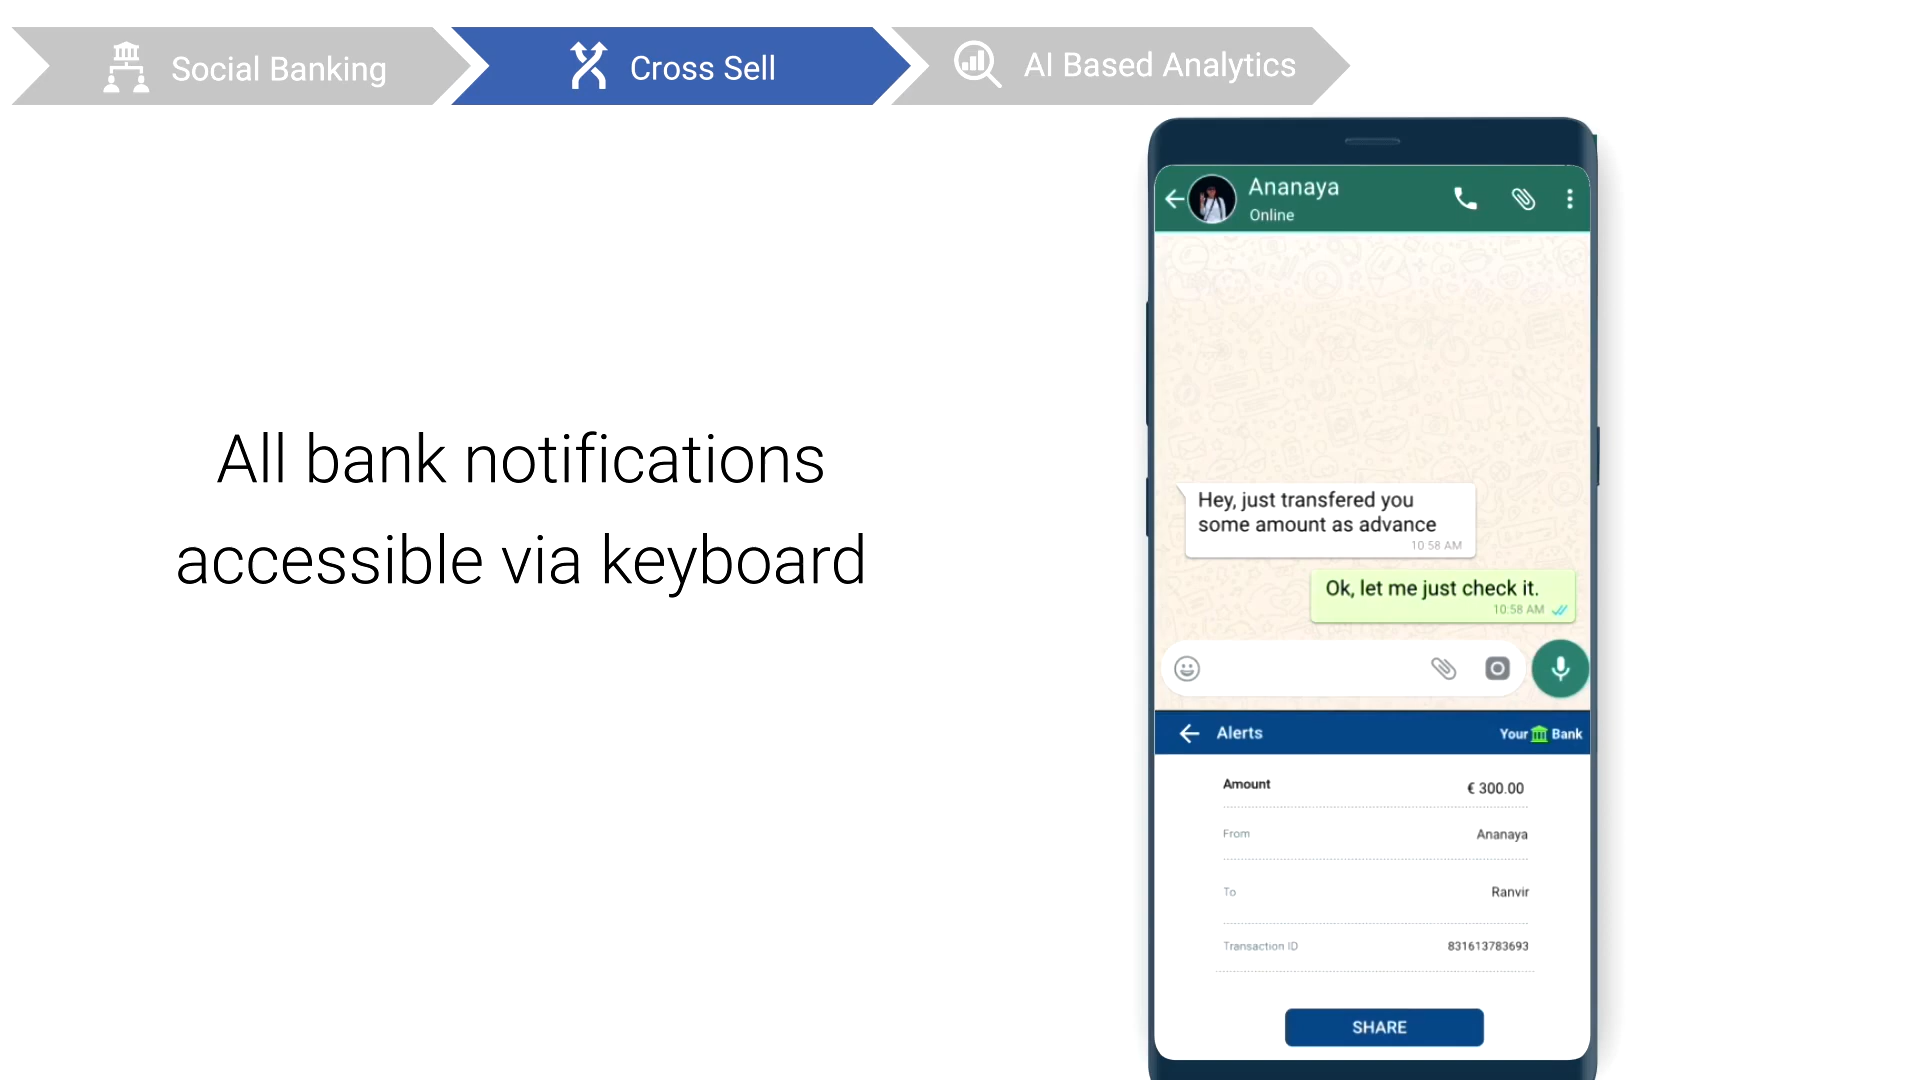 Social Banking
Cross Sell
AI Based Analytics
All bank notifications
accessible via keyboard
Ananaya
Online
Hey, just transfered you
some amount as advance
10:58 AM
Ok, let me just check it.
10:58 AM
Alerts
Your Bank
Amount € 300.00
From Ananaya
To Ranvir
Transaction ID 831613783693
SHARE